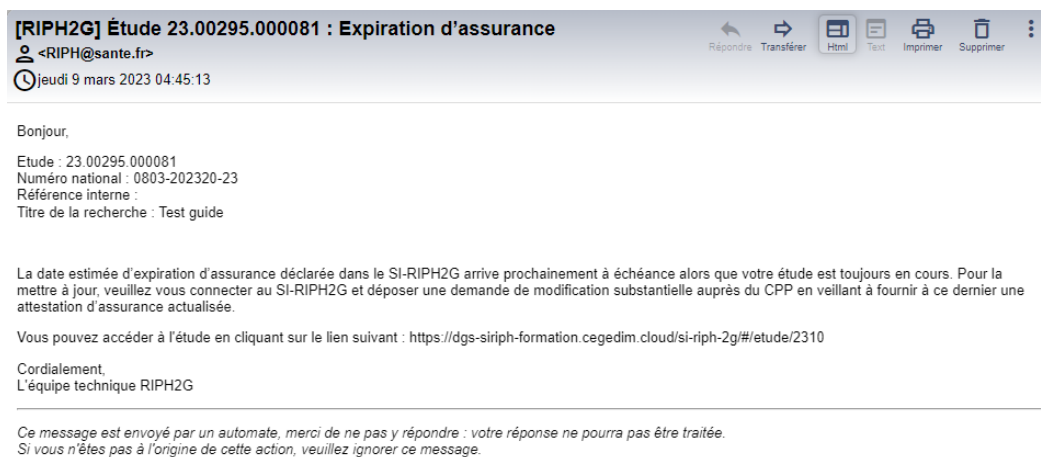 [RIPH2G] Étude 23.00295.000081 : Expiration d’assurance
<RIPH@sante.fr>
jeudi 9 mars 2023 04:45:13
Répondre Transférer Html Text Imprimer Supprimer
Bonjour,
Etude : 23.00295.000081
Numéro national : 0803-202320-23
Référence interne :
Titre de la recherche : Test guide
La date estimée d’expiration d’assurance déclarée dans le SI-RIPH2G arrive prochainement à échéance alors que votre étude est toujours en cours. Pour la
mettre à jour, veuillez vous connecter au SI-RIPH2G et déposer une demande de modification substantielle auprès du CPP en veillant à fournir à ce dernier une
attestation d’assurance actualisée.
Vous pouvez accéder à l'étude en cliquant sur le lien suivant : https://dgs-siriph-formation.cegedim.cloud/si-riph-2g/#/etude/2310
Cordialement,
L'équipe technique RIPH2G
Ce message est envoyé par un automate, merci de ne pas y répondre : votre réponse ne pourra pas être traitée.
Si vous n'êtes pas à l'origine de cette action, veuillez ignorer ce message.